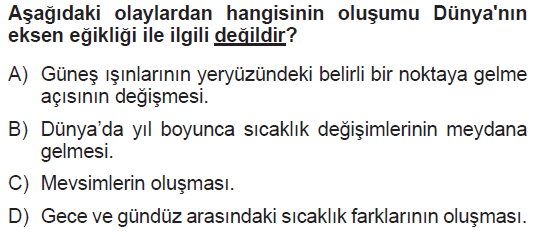 Aşağıdaki olaylardan hangisinin oluşumu Dünya'nın
eksen eğikliği ile ilgili değildir?
A) Güneş ışınlarının yeryüzündeki belirli bir noktaya gelme
açısının değişmesi.
B) Dünya’da yıl boyunca sıcaklık değişimlerinin meydana
gelmesi.
C) Mevsimlerin oluşması.
D) Gece ve gündüz arasındaki sıcaklık farklarının oluşması.